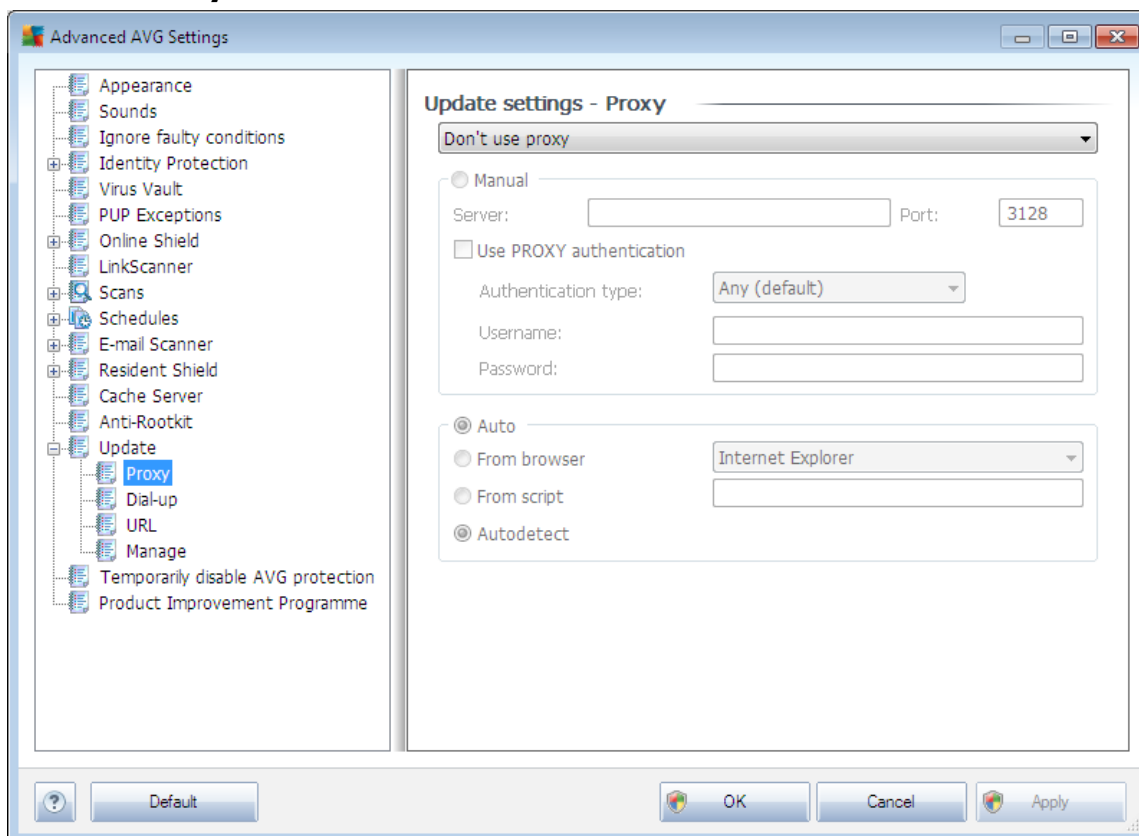 Advanced AVG Settings
Appearance
Sounds
Ignore faulty conditions
Identity Protection
Virus Vault
PUP Exceptions
Online Shield
LinkScanner
Scans
Schedules
E-mail Scanner
Resident Shield
Cache Server
Anti-Rootkit
Update
Proxy
Dial-up
URL
Manage
Temporarily disable AVG protection
Product Improvement Programme
Update settings - Proxy
Don't use proxy
Manual
Server: Port: 3128
Use PROXY authentication
Authentication type: Any (default)
Username:
Password:
Auto
From browser Internet Explorer
From script
Autodetect
? Default OK Cancel Apply